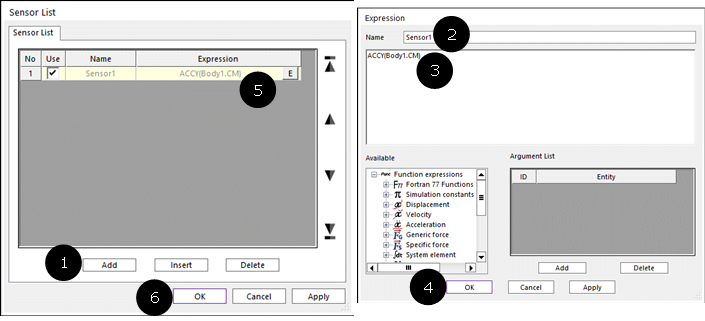 Sensor List
Sensor List
No Use Name Expression
1 Sensor1 ACCY(Body1.CM) E
5
1
Add Insert Delete
6
OK Cancel Apply
Expression
Name Sensor1 2
ACCY(Body1.CM) 3
Available
Func Function expressions
Fn Fortran 77 Functions
π Simulation constants
Displacement
Velocity
Acceleration
Generic force
Specific force
System element
Argument List
ID Entity
Add Delete
4
OK Cancel Apply